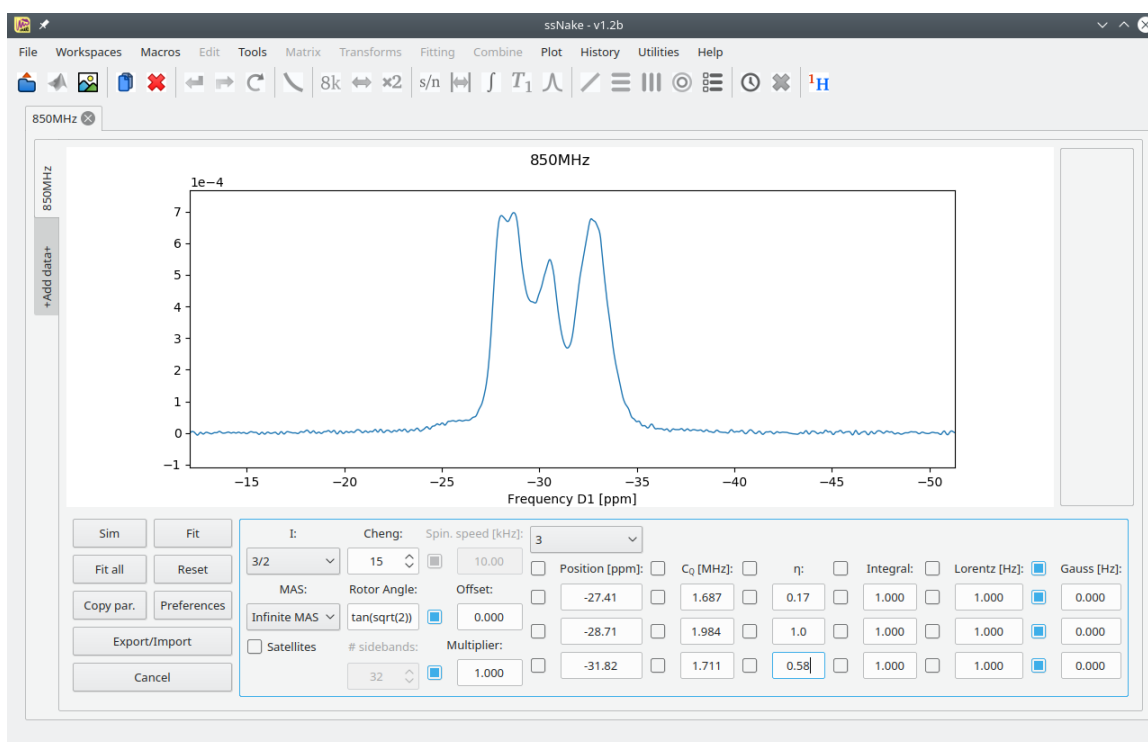 ssNake - v1.2b
File Workspaces Macros Edit Tools Matrix Transforms Fitting Combine Plot History Utilities Help
8k ×2 s/n ∫ T1 1H
850MHz
850MHz
+Add data+
850MHz
1e−4
7
6
5
4
3
2
1
0
−1
−15 −20 −25 −30 −35 −40 −45 −50
Frequency D1 [ppm]
Sim Fit
Fit all Reset
Copy par. Preferences
Export/Import
Cancel
I: Cheng: Spin. speed [kHz]:
3/2 15 10.00
MAS: Rotor Angle: Offset:
Infinite MAS tan(sqrt(2)) 0.000
Satellites # sidebands: Multiplier:
32 1.000
3
Position [ppm]: CQ [MHz]: η: Integral: Lorentz [Hz]: Gauss [Hz]:
-27.41 1.687 0.17 1.000 1.000 0.000
-28.71 1.984 1.0 1.000 1.000 0.000
-31.82 1.711 0.58 1.000 1.000 0.000